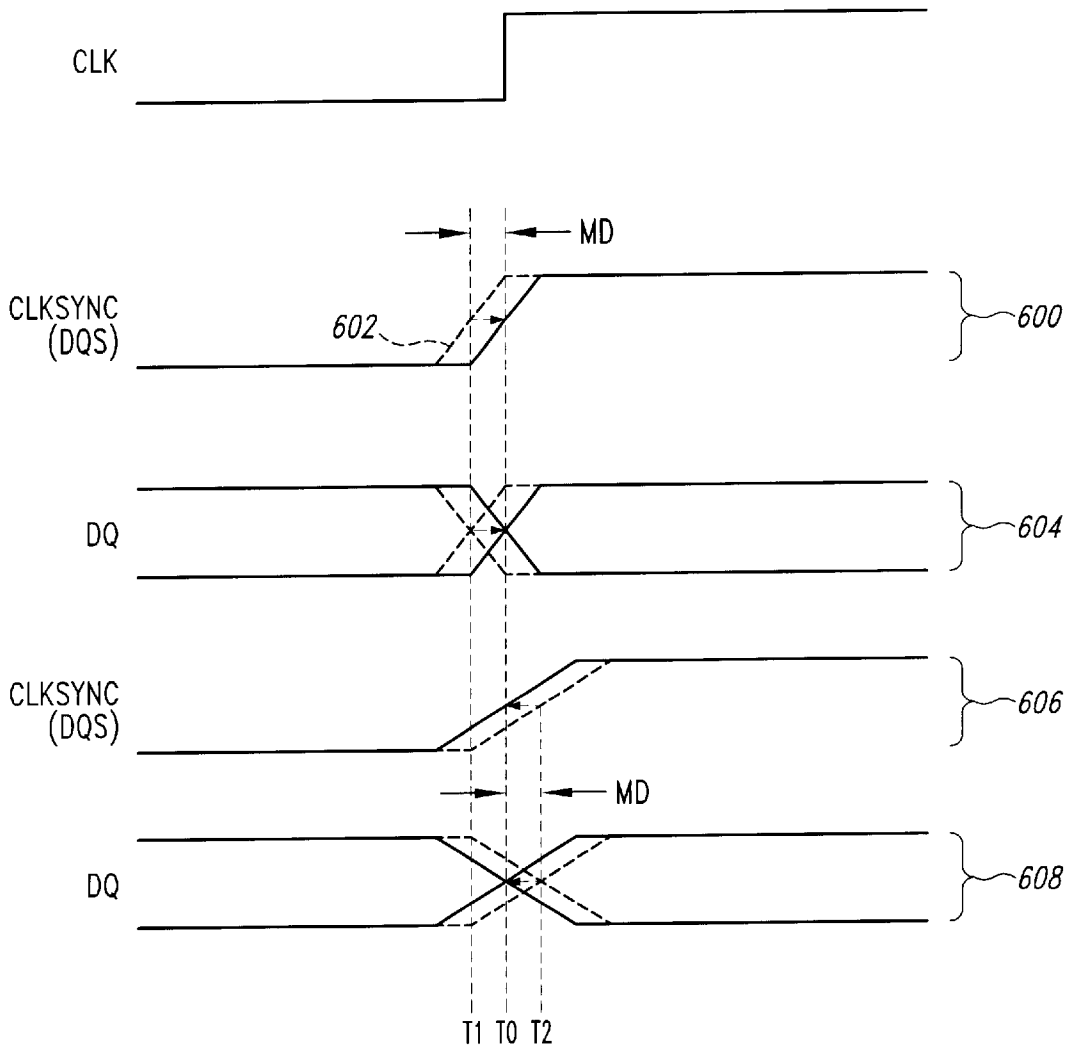 CLK
MD
CLKSYNC
(DQS)
602
600
DQ
604
CLKSYNC
(DQS)
606
MD
DQ
608
T1 T0 T2